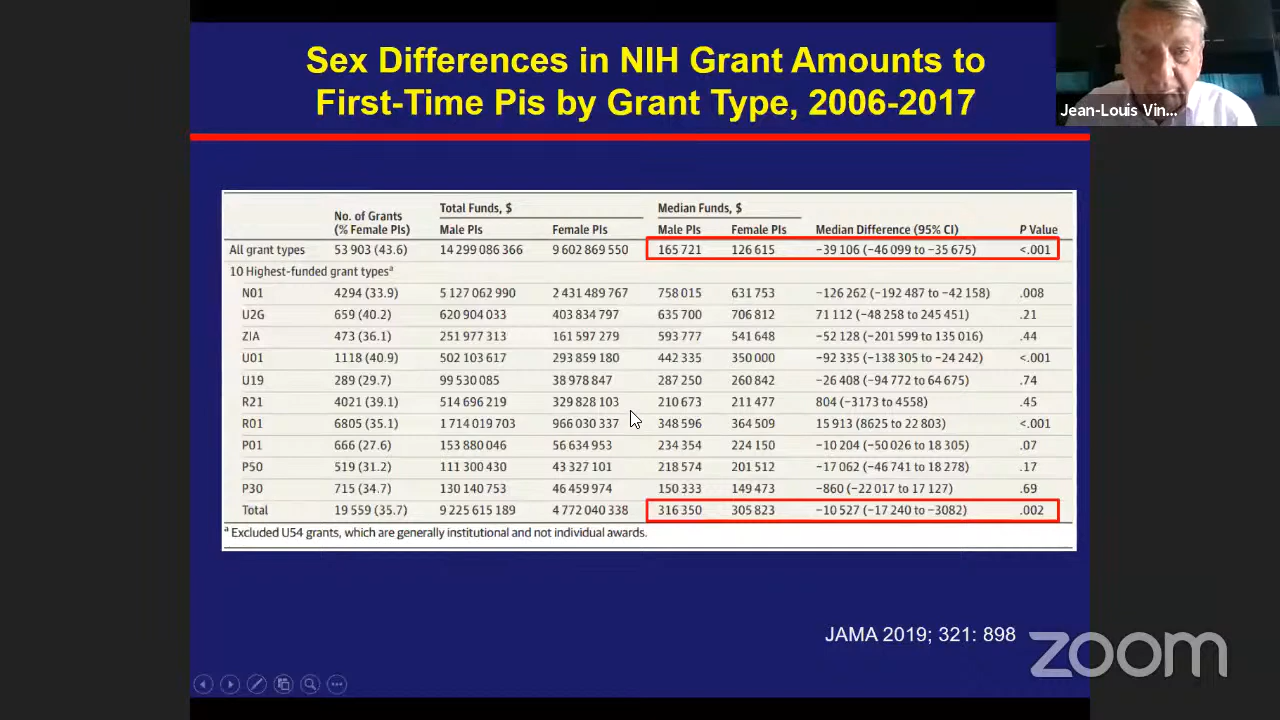 Sex Differences in NIH Grant Amounts to
First-Time Pis by Grant Type, 2006-2017
Jean-Louis Vin...
No. of Grants (% Female PIs) Total Funds, $ Male PIs Female PIs Median Funds, $ Male PIs Female PIs Median Difference (95% CI) P Value
All grant types 53 903 (43.6) 14 299 086 366 9 602 869 550 165 721 126 615 −39 106 (−46 099 to −35 675) <.001
10 Highest-funded grant typesa
N01 4294 (33.9) 5 127 062 990 2 431 489 767 758 015 631 753 −126 262 (−192 487 to −42 158) .008
U2G 659 (40.2) 620 904 033 403 834 797 635 700 706 812 71 112 (−48 258 to 245 451) .21
ZIA 473 (36.1) 251 977 313 161 597 279 593 777 541 648 −52 128 (−201 599 to 135 016) .44
U01 1118 (40.9) 502 103 617 293 859 180 442 335 350 000 −92 335 (−138 305 to −24 242) <.001
U19 289 (29.7) 99 530 085 38 978 847 287 250 260 842 −26 408 (−94 772 to 64 675) .74
R21 4021 (39.1) 514 696 219 329 828 103 210 673 211 477 804 (−3173 to 4558) .45
R01 6805 (35.1) 1 714 019 703 966 030 337 348 596 364 509 15 913 (8625 to 22 803) <.001
P01 666 (27.6) 153 880 046 56 634 953 234 354 224 150 −10 204 (−50 026 to 18 305) .07
P50 519 (31.2) 111 300 430 43 327 101 218 574 201 512 −17 062 (−46 741 to 18 278) .17
P30 715 (34.7) 130 140 753 46 459 974 150 333 149 473 −860 (−22 017 to 17 127) .69
Total 19 559 (35.7) 9 225 615 189 4 772 040 338 316 350 305 823 −10 527 (−17 240 to −3082) .002
a Excluded U54 grants, which are generally institutional and not individual awards.
JAMA 2019; 321: 898
zoom